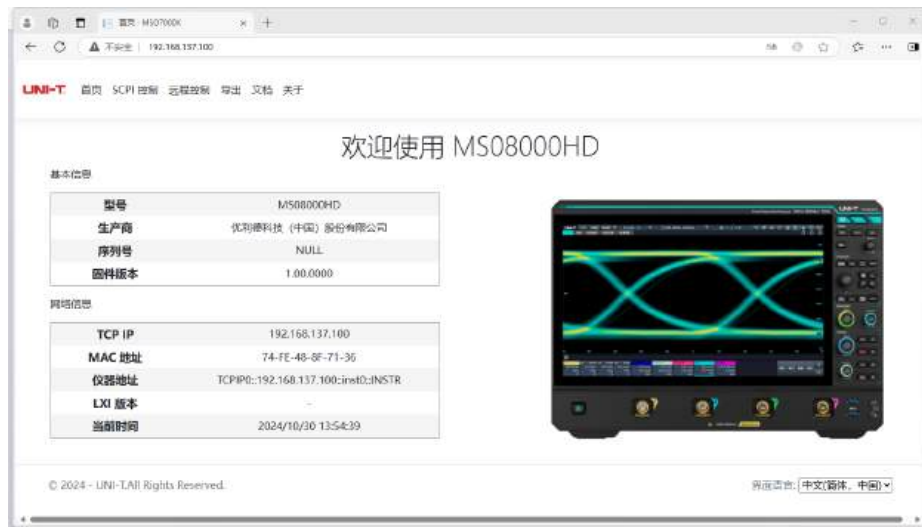 首页 - MSO7000X
不安全 192.168.137.100
UNI-T 首页 SCPI 控制 远程控制 导出 文档 关于
欢迎使用 MSO8000HD
基本信息
型号 MSO8000HD
生产商 优利德科技（中国）股份有限公司
序列号 NULL
固件版本 1.00.0000
网络信息
TCP IP 192.168.137.100
MAC 地址 74-FE-48-8F-71-36
仪器地址 TCPIP0::192.168.137.100::inst0::INSTR
LXI 版本 -
当前时间 2024/10/30 13:54:39
© 2024 - UNI-T.All Rights Reserved.
界面语言: 中文(简体，中国)